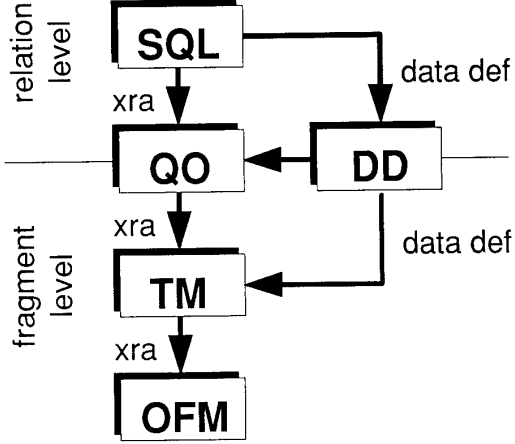 relation
level
SQL
data def
xra
QO
DD
xra
data def
fragment
level
TM
xra
OFM